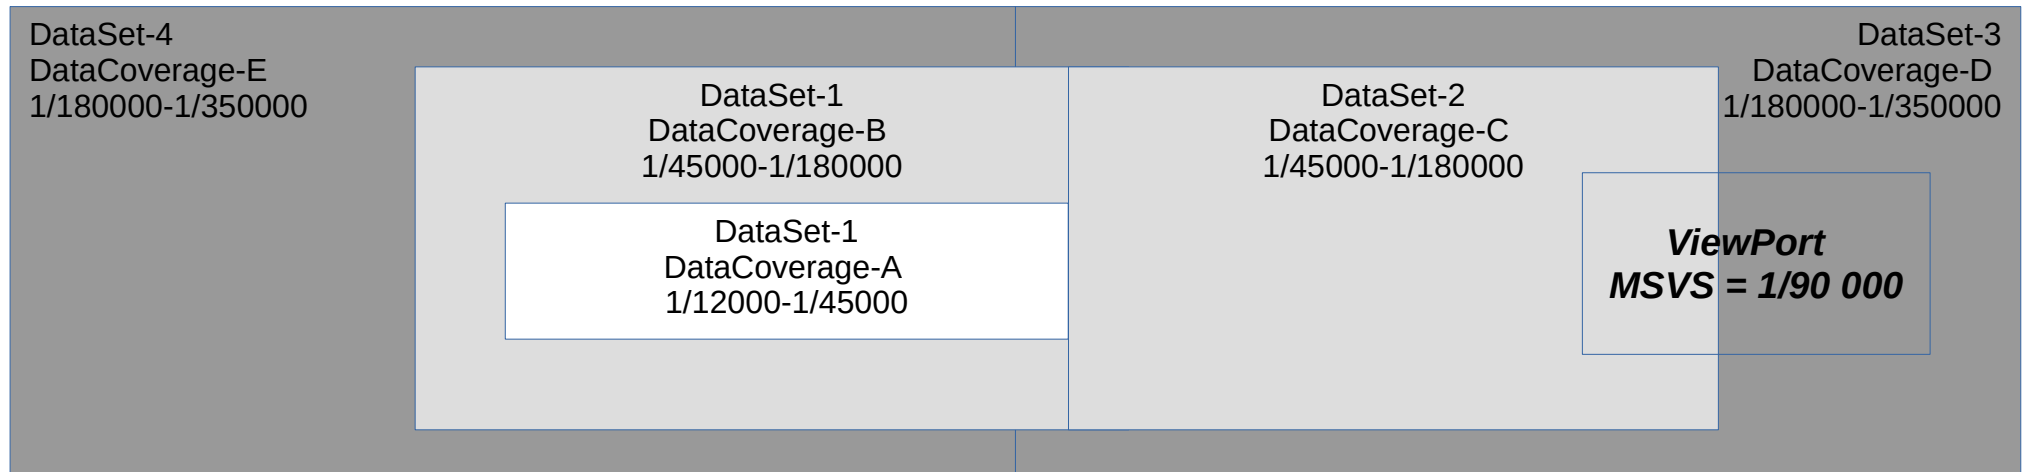 DataSet-4
DataCoverage-E
1/180000-1/350000
DataSet-1
DataCoverage-B
1/45000-1/180000
DataSet-1
DataCoverage-A
1/12000-1/45000
DataSet-2
DataCoverage-C
1/45000-1/180000
DataSet-3
DataCoverage-D
1/180000-1/350000
ViewPort
MSVS = 1/90 000